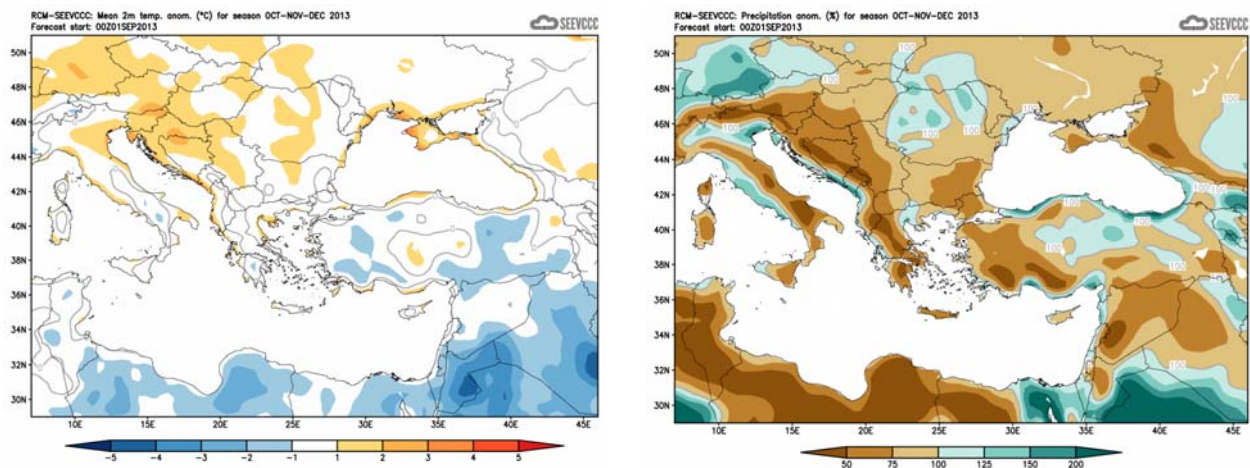 RCM-SEEVCCC: Mean 2m temp. anom. (°C) for season OCT-NOV-DEC 2013
Forecast start: 00Z01SEP2013
SEEVCCC
50N
48N
46N
44N
42N
40N
38N
36N
34N
32N
30N
10E 15E 20E 25E 30E 35E 40E 45E
-5 -4 -3 -2 -1 1 2 3 4 5
RCM-SEEVCCC: Precipitation anom. (%) for season OCT-NOV-DEC 2013
Forecast start: 00Z01SEP2013
SEEVCCC
50N
48N
46N
44N
42N
40N
38N
36N
34N
32N
30N
10E 15E 20E 25E 30E 35E 40E 45E
50 75 100 125 150 200